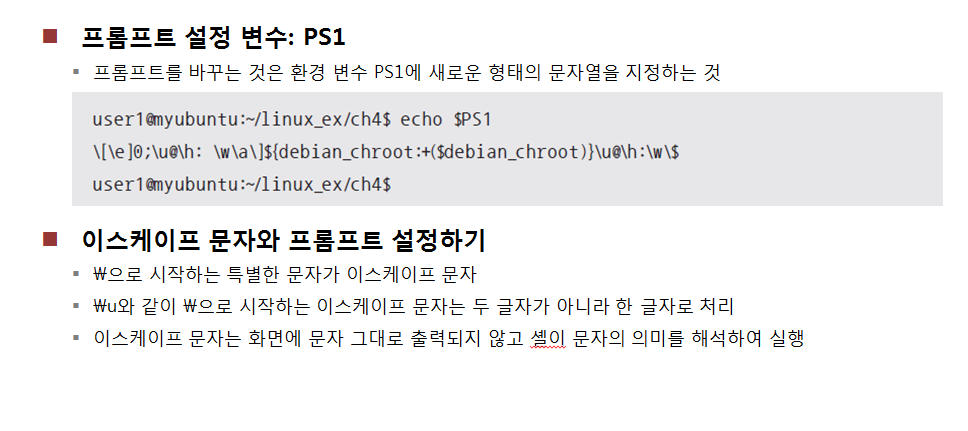 프롬프트 설정 변수: PS1
프롬프트를 바꾸는 것은 환경 변수 PS1에 새로운 형태의 문자열을 지정하는 것
user1@myubuntu:~/linux_ex/ch4$ echo $PS1
\[\e]0;\u@\h: \w\a\]${debian_chroot:+($debian_chroot)}\u@\h:\w\$
user1@myubuntu:~/linux_ex/ch4$
이스케이프 문자와 프롬프트 설정하기
₩으로 시작하는 특별한 문자가 이스케이프 문자
₩u와 같이 ₩으로 시작하는 이스케이프 문자는 두 글자가 아니라 한 글자로 처리
이스케이프 문자는 화면에 문자 그대로 출력되지 않고 셸이 문자의 의미를 해석하여 실행